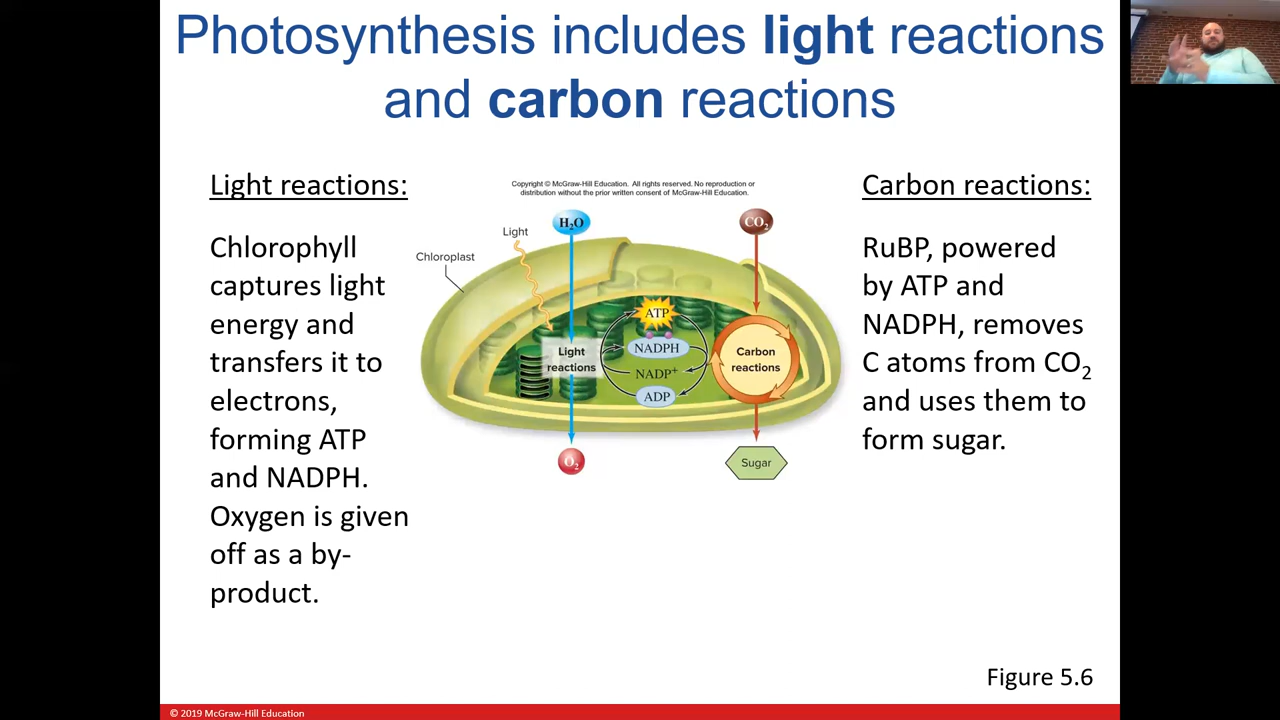 Photosynthesis includes light reactions
and carbon reactions
Light reactions:
Chlorophyll
captures light
energy and
transfers it to
electrons,
forming ATP
and NADPH.
Oxygen is given
off as a by-
product.
Copyright © McGraw-Hill Education. All rights reserved. No reproduction or
distribution without the prior written consent of McGraw-Hill Education.
H₂O
CO₂
Light
Chloroplast
ATP
Light
reactions
NADPH
NADP⁺
ADP
Carbon
reactions
O₂
Sugar
Carbon reactions:
RuBP, powered
by ATP and
NADPH, removes
C atoms from CO₂
and uses them to
form sugar.
Figure 5.6
© 2019 McGraw-Hill Education